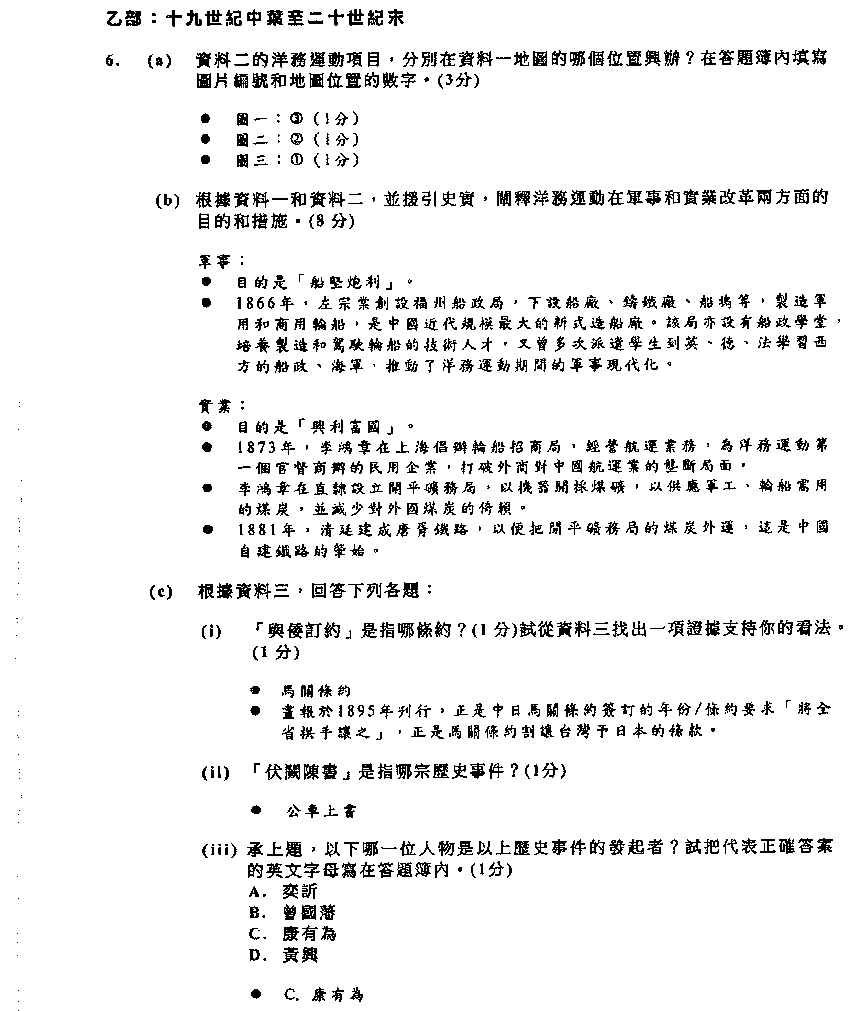 乙部：十九世紀中葉至二十世紀末
6. (a) 資料二的洋務運動項目，分別在資料一地圖的哪個位置興辦？在答題簿內填寫
圖片編號和地圖位置的數字。(3分)
● 圖一：③ (1分)
● 圖二：② (1分)
● 圖三：① (1分)
(b) 根據資料一和資料二，並援引史實，闡釋洋務運動在軍事和實業改革兩方面的
目的和措施。(8 分)
軍事：
● 目的是「船堅炮利」。
● 1866年，左宗棠創設福州船政局，下設船廠、鑄鐵廠、船塢等，製造軍
用和商用輪船，是中國近代規模最大的新式造船廠。該局亦設有船政學堂，
培養製造和駕駛輪船的技術人才，又曾多次派遣學生到英、德、法學習西
方的船政、海軍，推動了洋務運動期間的軍事現代化。
實業：
● 目的是「興利富國」。
● 1873年，李鴻章在上海倡辦輪船招商局，經營航運業務，為洋務運動第
一個官督商辦的民用企業，打破外商對中國航運業的壟斷局面。
● 李鴻章在直隸設立開平礦務局，以機器開採煤礦，以供應軍工、輪船需用
的煤炭，並減少對外國煤炭的倚賴。
● 1881年，清廷建成唐胥鐵路，以便把開平礦務局的煤炭外運，這是中國
自建鐵路的肇始。
(c) 根據資料三，回答下列各題：
(i) 「與倭訂約」是指哪條約？(1 分)試從資料三找出一項證據支持你的看法。
(1 分)
● 馬關條約
● 畫報於1895年刊行，正是中日馬關條約簽訂的年份/條約要求「將全
省拱手讓之」，正是馬關條約割讓台灣予日本的條款。
(ii) 「伏闕陳書」是指哪宗歷史事件？(1分)
● 公車上書
(iii) 承上題，以下哪一位人物是以上歷史事件的發起者？試把代表正確答案
的英文字母寫在答題簿內。(1分)
A. 奕訢
B. 曾國藩
C. 康有為
D. 黃興
● C. 康有為